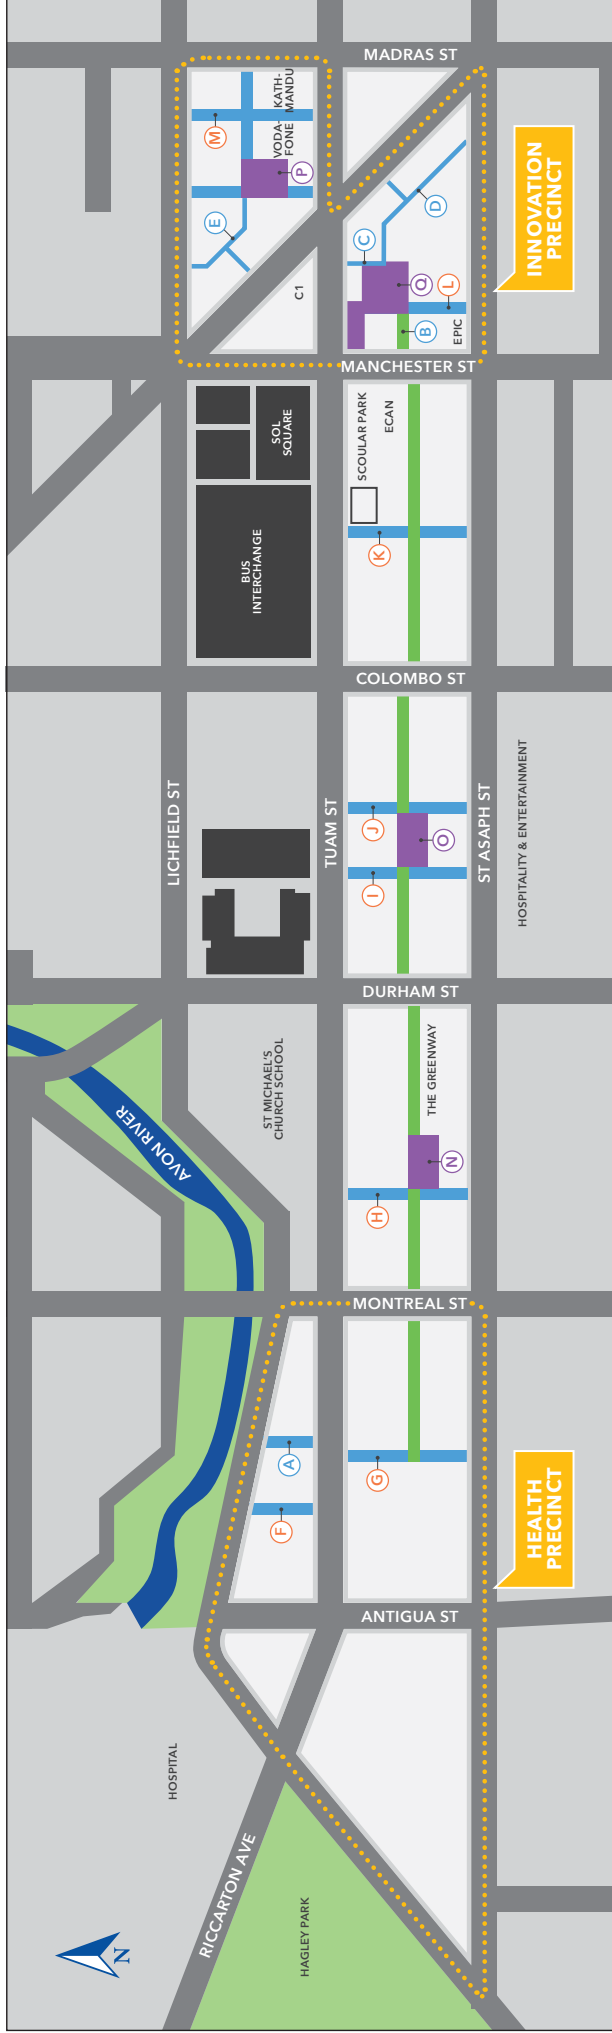 MADRAS ST
M
KATH-
MANDU
VODA-
FONE
P
E
C
D
INNOVATION
PRECINCT
C1
Q
L
B
EPIC
MANCHESTER ST
SOL
SQUARE
SCOULAR PARK
ECAN
BUS
INTERCHANGE
K
COLOMBO ST
LICHFIELD ST
TUAM ST
ST ASAPH ST
J
I
O
HOSPITALITY & ENTERTAINMENT
DURHAM ST
AVON RIVER
ST MICHAEL'S
CHURCH SCHOOL
THE GREENWAY
N
H
MONTREAL ST
A
F
G
HEALTH
PRECINCT
ANTIGUA ST
HOSPITAL
RICCARTON AVE
HAGLEY PARK
N